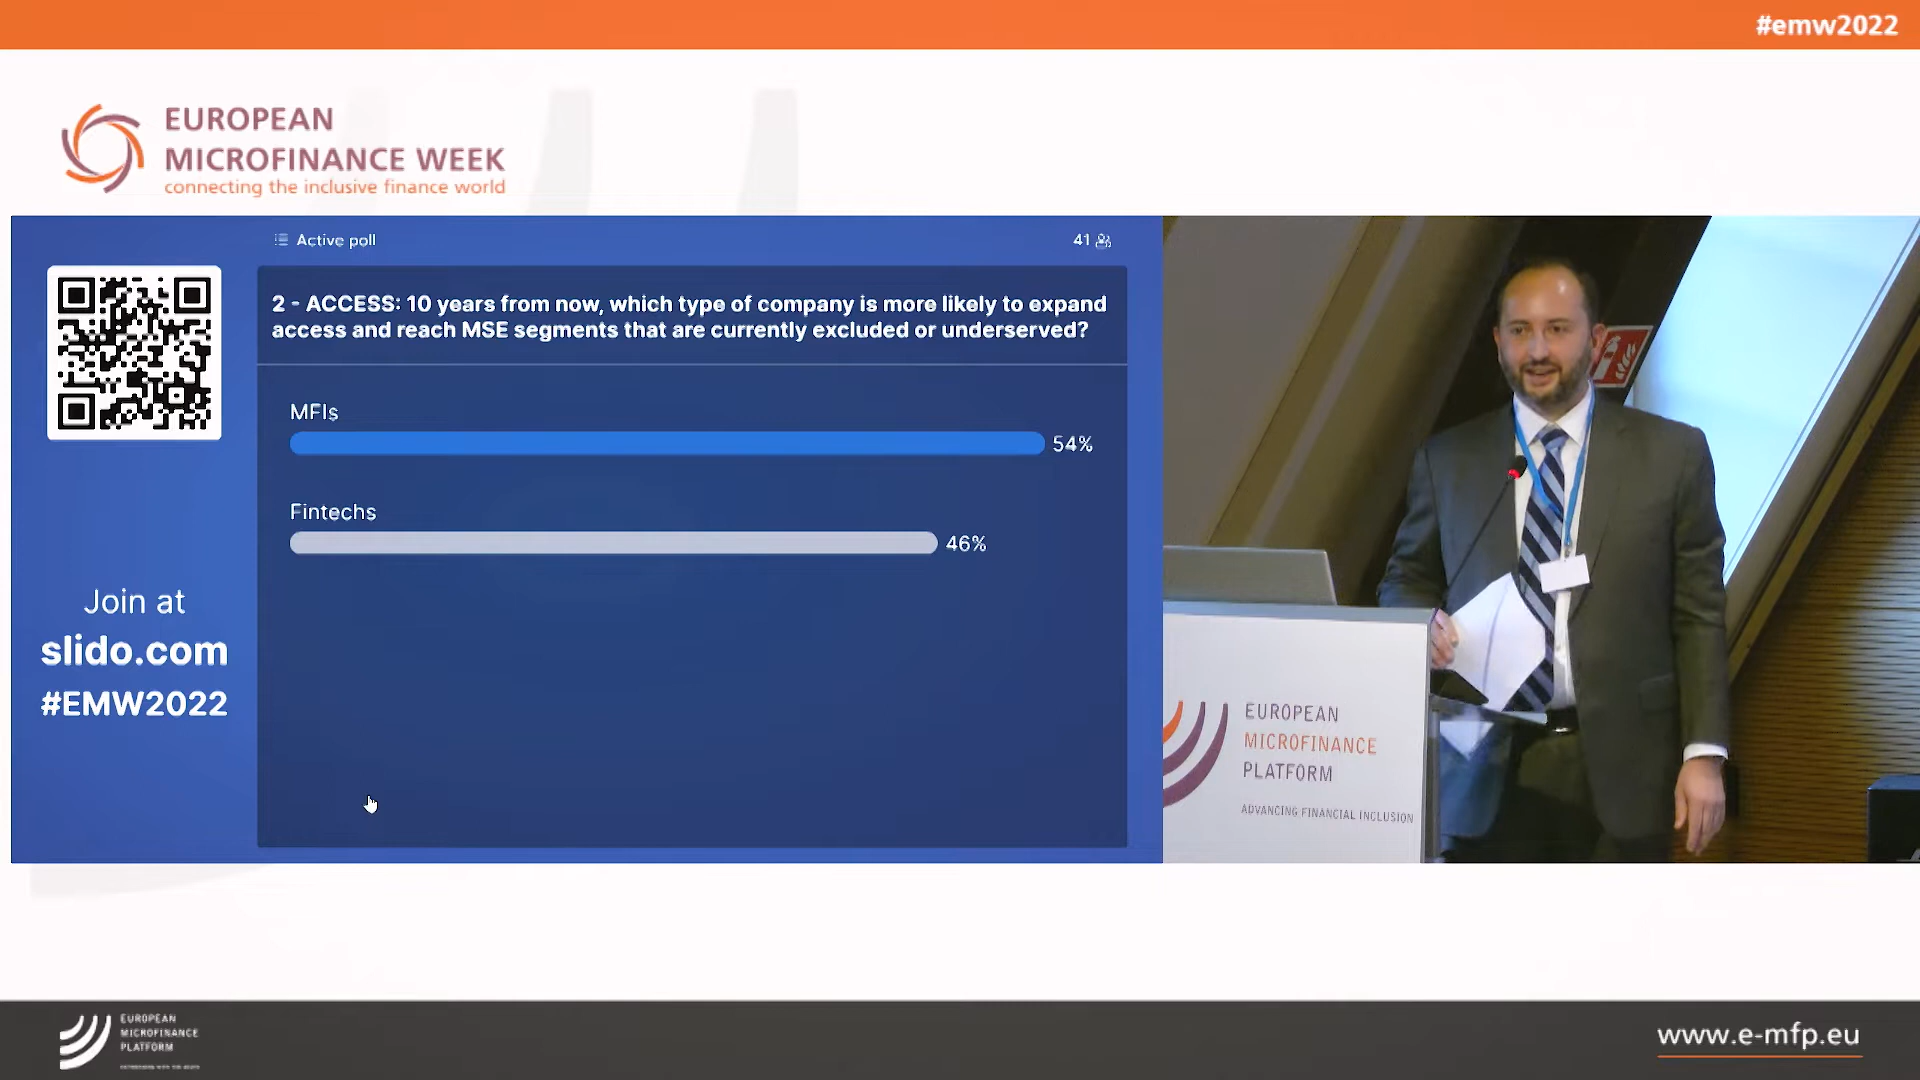 #emw2022
EUROPEAN
MICROFINANCE WEEK
connecting the inclusive finance world
Active poll
41
2 - ACCESS: 10 years from now, which type of company is more likely to expand
access and reach MSE segments that are currently excluded or underserved?
MFIs
54%
Fintechs
46%
Join at
slido.com
#EMW2022
EUROPEAN
MICROFINANCE
PLATFORM
ADVANCING FINANCIAL INCLUSION
EUROPEAN
MICROFINANCE
PLATFORM
www.e-mfp.eu